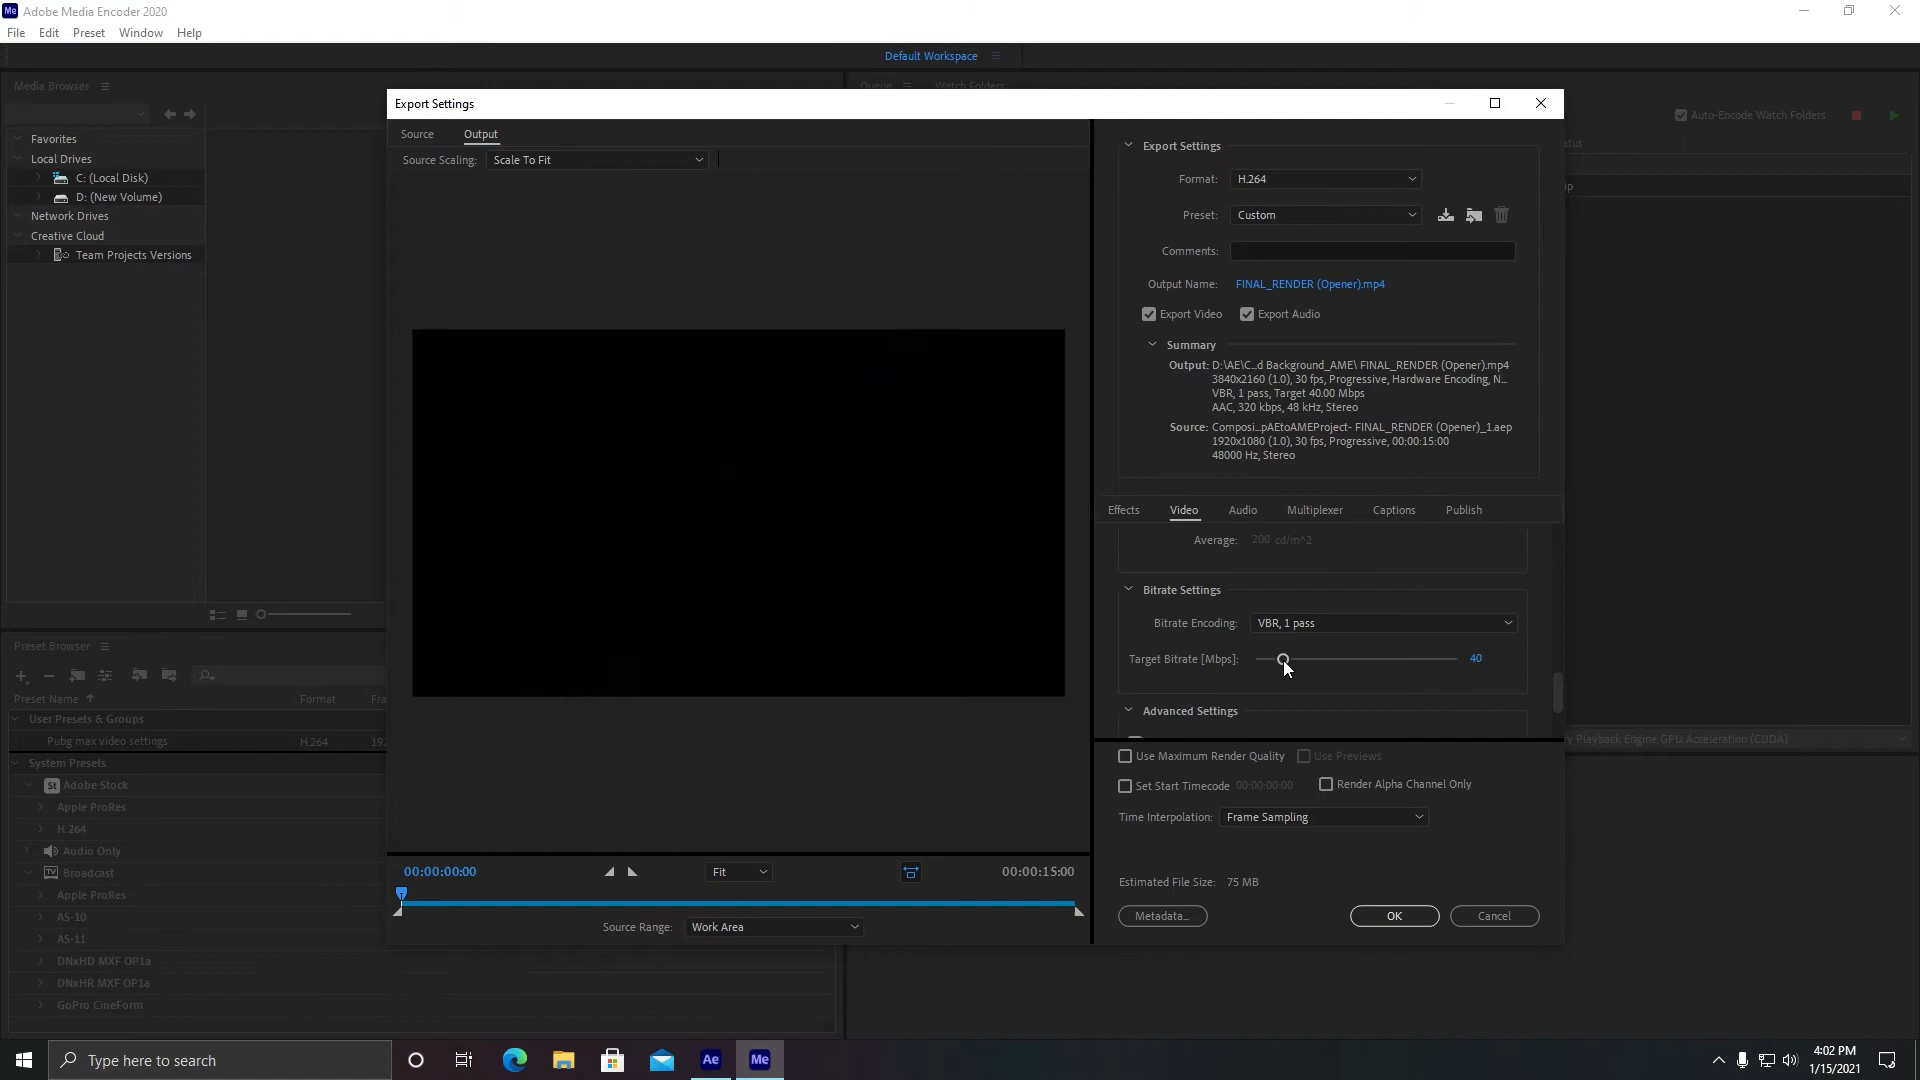 Me Adobe Media Encoder 2020
File Edit Preset Window Help
Default Workspace
Media Browser
Queue Watch Folders
Auto-Encode Watch Folders
Favorites
Local Drives
C: (Local Disk)
D: (New Volume)
Network Drives
Creative Cloud
Team Projects Versions
Export Settings
Source Output
Source Scaling: Scale To Fit
Export Settings
Format: H.264
Preset: Custom
Comments:
Output Name: FINAL_RENDER (Opener).mp4
Export Video Export Audio
Summary
Output: D:\AE\C...d Background_AME\ FINAL_RENDER (Opener).mp4
3840x2160 (1.0), 30 fps, Progressive, Hardware Encoding, N...
VBR, 1 pass, Target 40.00 Mbps
AAC, 320 kbps, 48 kHz, Stereo
Source: Composi...pAEtoAMEProject- FINAL_RENDER (Opener)_1.aep
1920x1080 (1.0), 30 fps, Progressive, 00:00:15:00
48000 Hz, Stereo
Effects Video Audio Multiplexer Captions Publish
Average: 200 cd/m^2
Bitrate Settings
Bitrate Encoding: VBR, 1 pass
Target Bitrate [Mbps]: 40
Advanced Settings
Use Maximum Render Quality Use Previews
Set Start Timecode 00:00:00:00 Render Alpha Channel Only
Time Interpolation: Frame Sampling
Estimated File Size: 75 MB
Metadata... OK Cancel
00:00:00:00 Fit 00:00:15:00
Source Range: Work Area
Playback Engine GPU Acceleration (CUDA)
Preset Browser
Preset Name Format
User Presets & Groups
Pubg max video settings H.264 192
System Presets
St Adobe Stock
Apple ProRes
H.264
Audio Only
TV Broadcast
Apple ProRes
AS-10
AS-11
DNxHD MXF OP1a
DNxHR MXF OP1a
GoPro CineForm
Type here to search
Ae Me
4:02 PM
1/15/2021